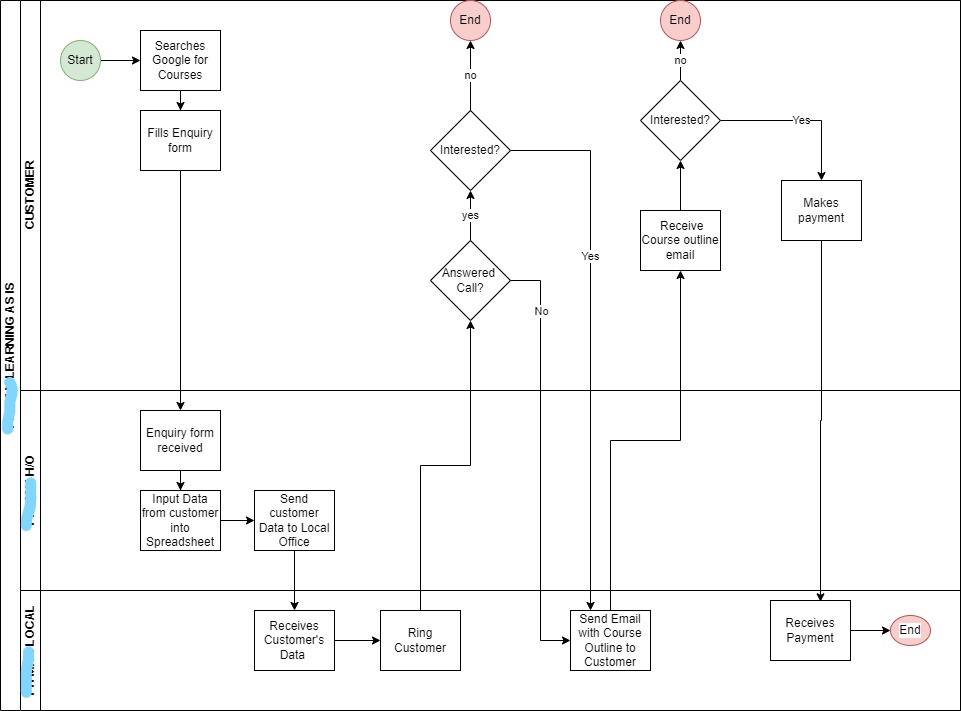 LEARNING AS IS
CUSTOMER
Start
Searches
Google for
Courses
Fills Enquiry
form
End
no
Interested?
Yes
yes
Answered
Call?
No
End
no
Interested?
Yes
Receive
Course outline
email
Makes
payment
H/O
Enquiry form
received
Input Data
from customer
into
Spreadsheet
Send
customer
Data to Local
Office
LOCAL
Receives
Customer's
Data
Ring
Customer
Send Email
with Course
Outline to
Customer
Receives
Payment
End